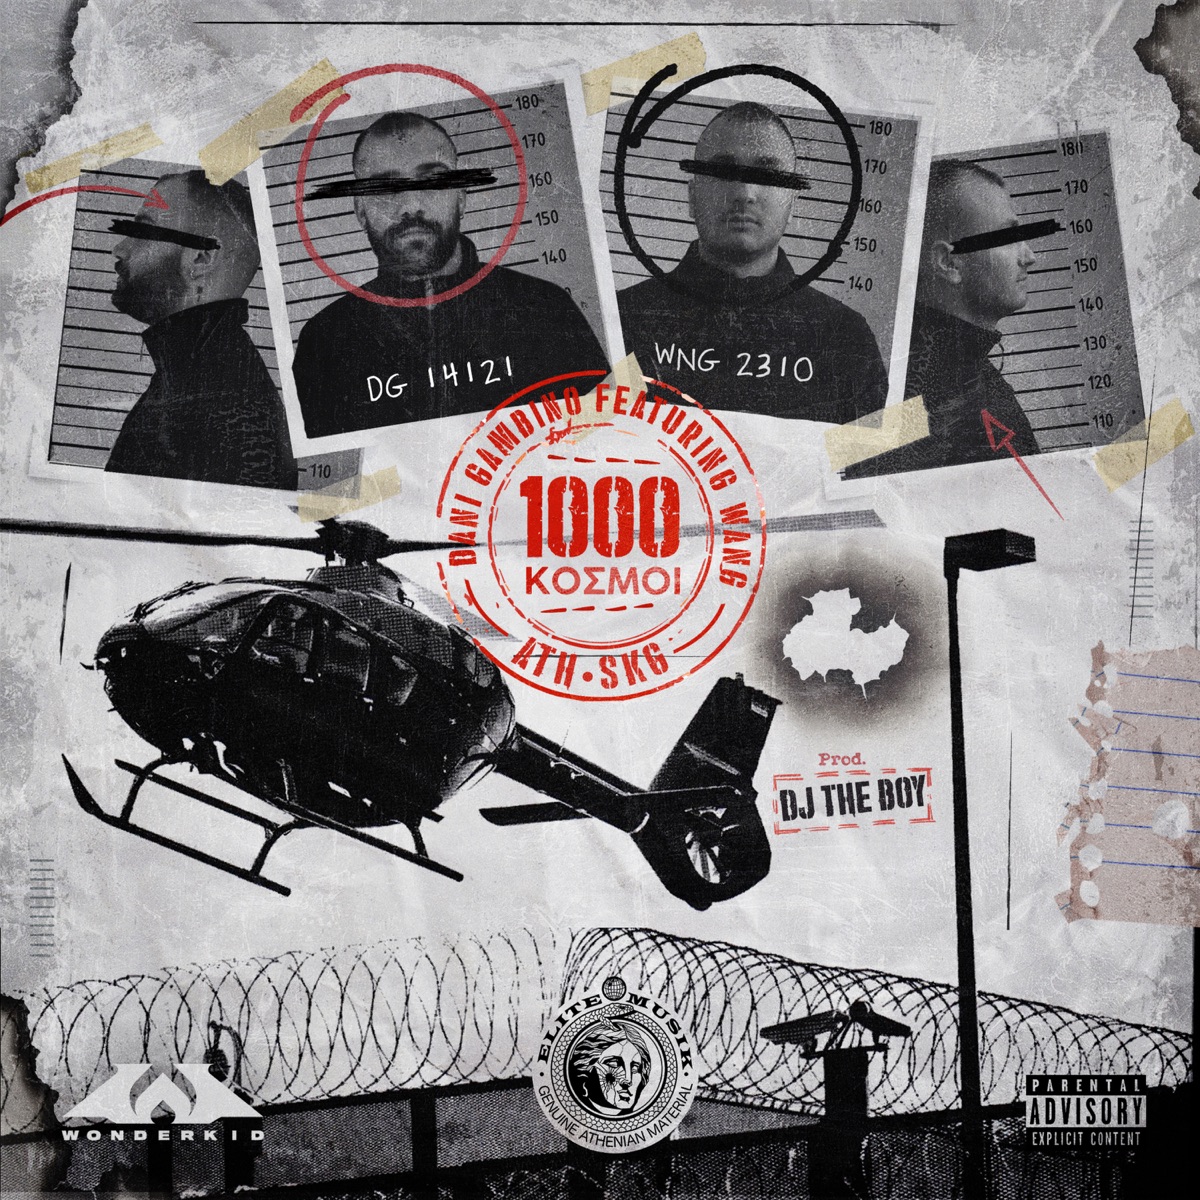 180
170
160
150
140
180
170
160
150
140
180
170
160
150
140
130
120
110
110
DG 14121
WNG 2310
DANI GAMBINO FEATURING WANG
1000
ΚΟΣΜΟΙ
ATH • SKG
Prod.
DJ THE BOY
ELITE MUSIK
GENUINE ATHENIAN MATERIAL
WONDERKID
PARENTAL
ADVISORY
EXPLICIT CONTENT